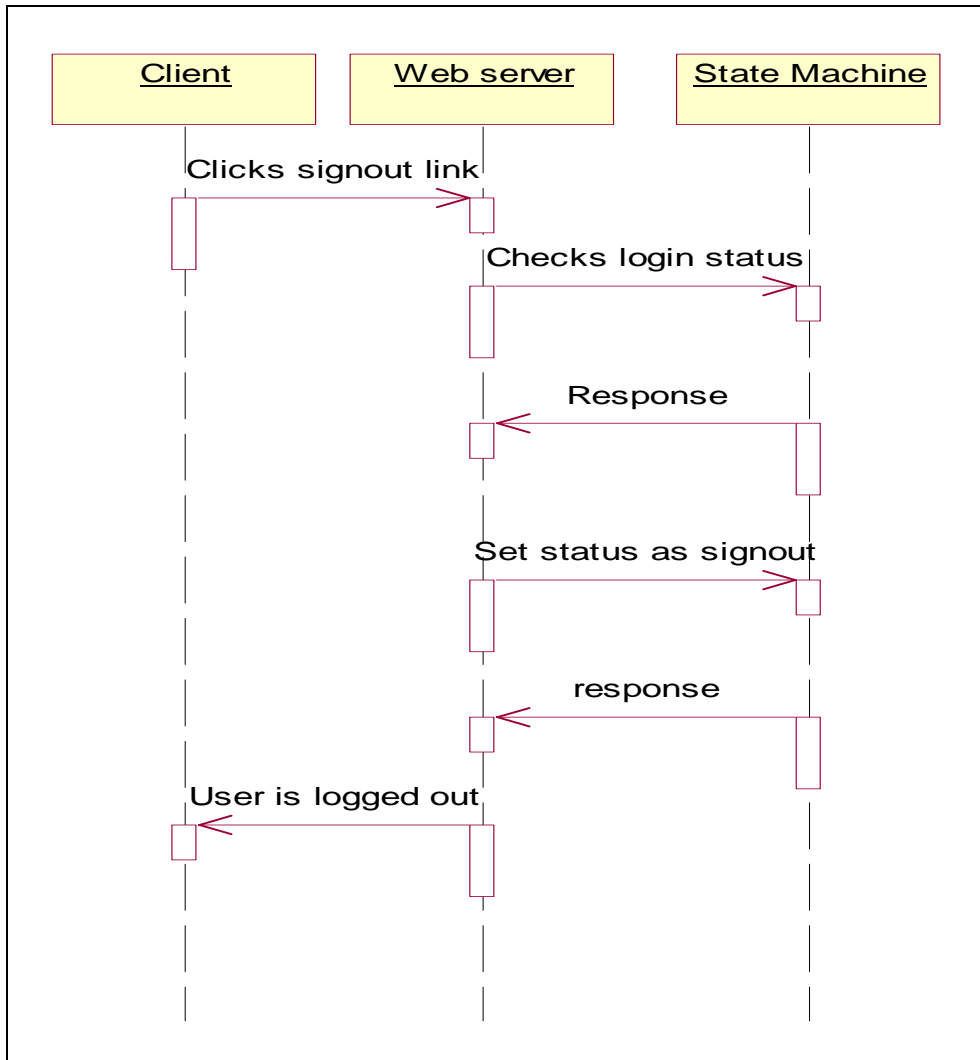 Client
Web server
State Machine
Clicks signout link
Checks login status
Response
Set status as signout
response
User is logged out